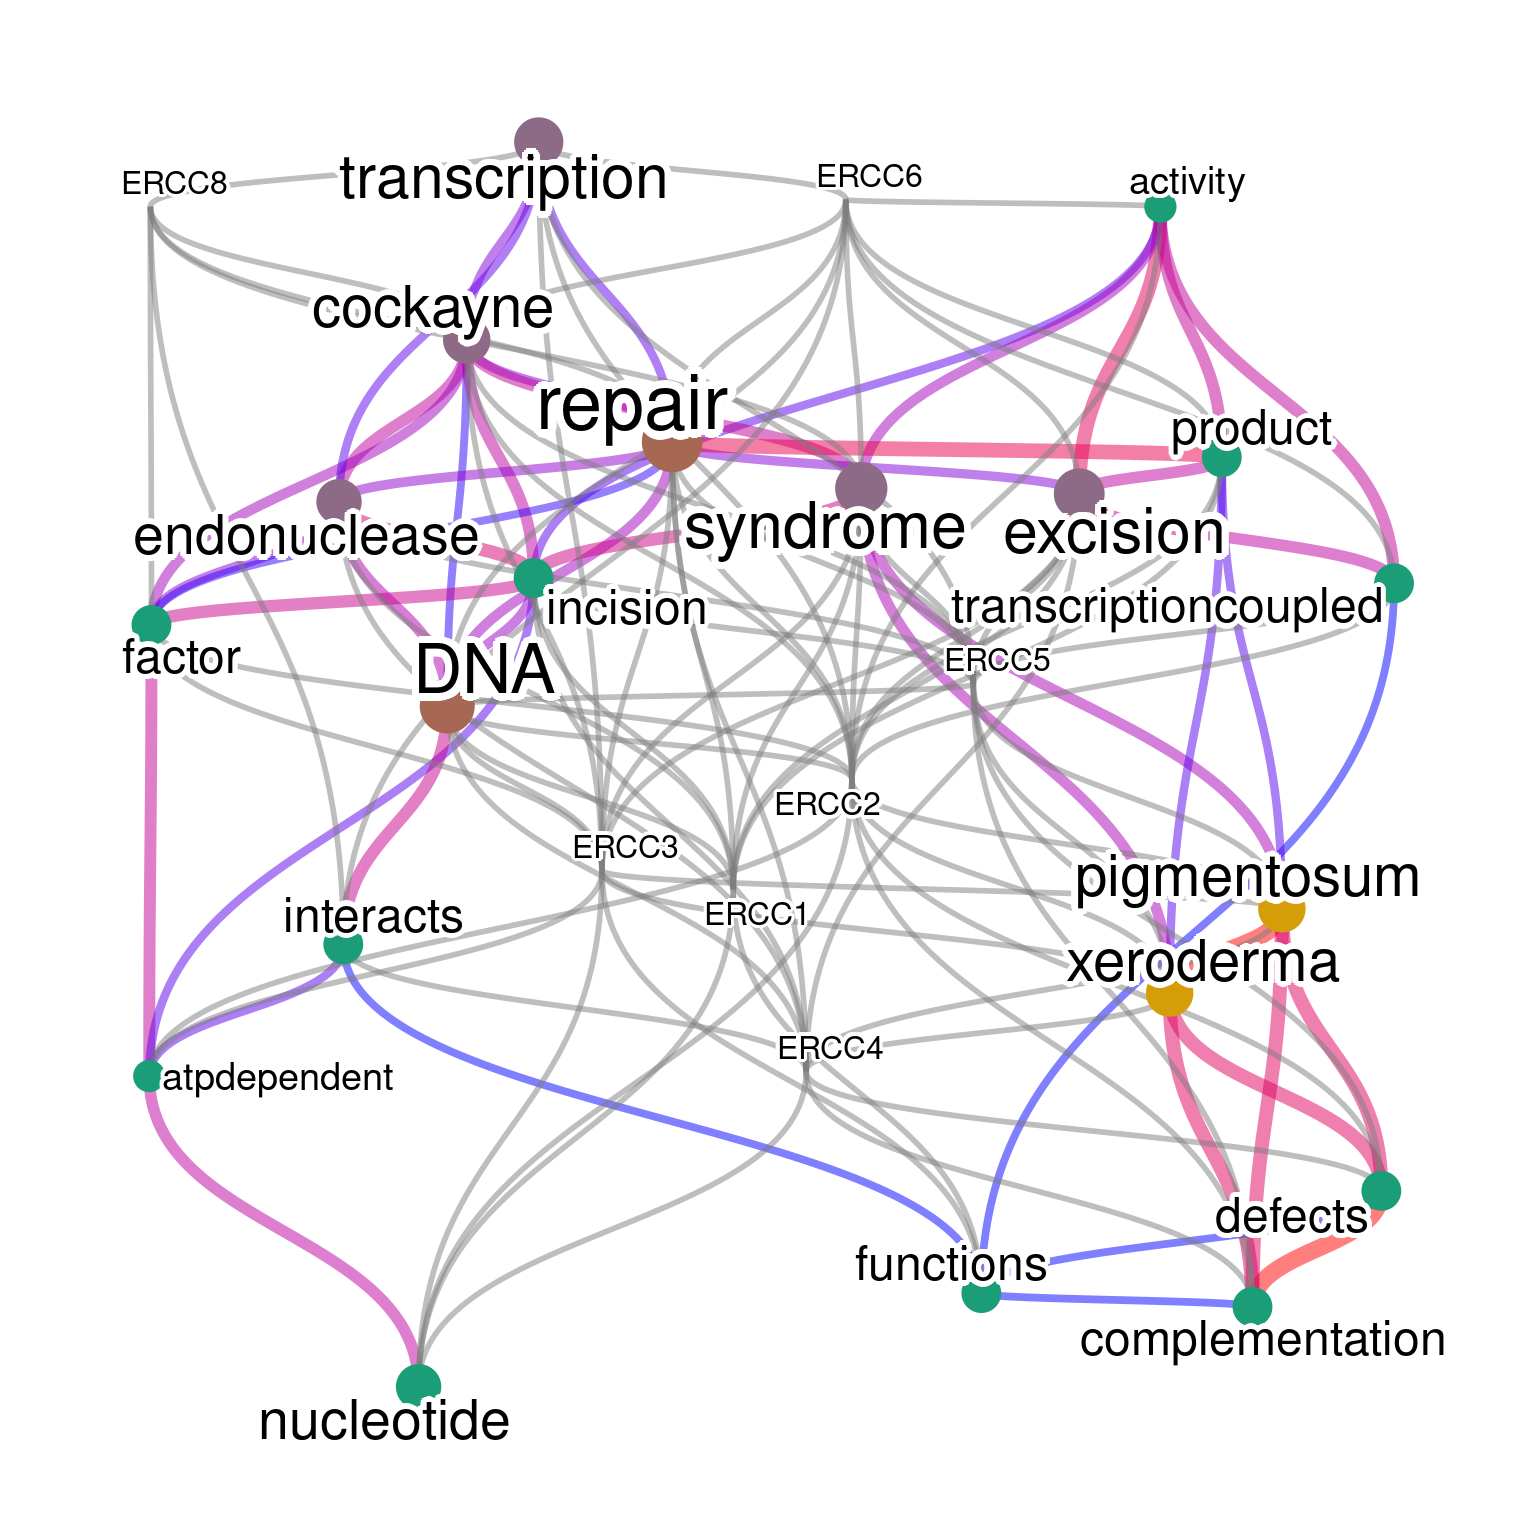 ERCC8
transcription
ERCC6
activity
cockayne
repair
product
endonuclease
syndrome
excision
incision
transcriptioncoupled
factor
DNA
ERCC5
ERCC2
ERCC3
pigmentosum
interacts
ERCC1
xeroderma
ERCC4
atpdependent
defects
functions
complementation
nucleotide